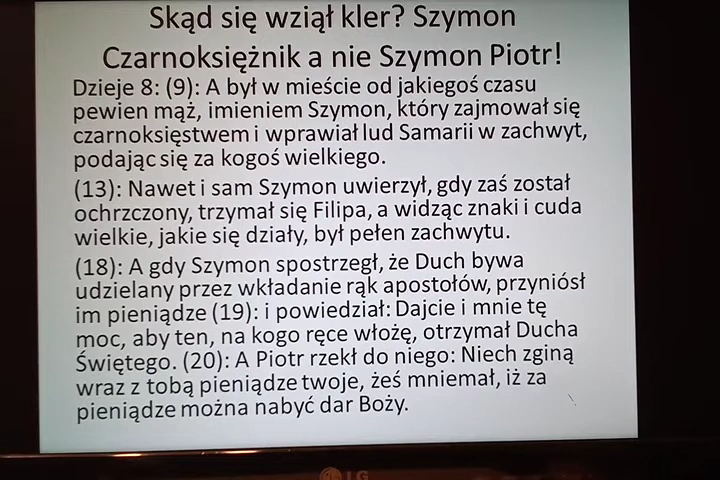 Skąd się wziął kler? Szymon
Czarnoksiężnik a nie Szymon Piotr!
Dzieje 8: (9): A był w mieście od jakiegoś czasu
pewien mąż, imieniem Szymon, który zajmował się
czarnoksięstwem i wprawiał lud Samarii w zachwyt,
podając się za kogoś wielkiego.
(13): Nawet i sam Szymon uwierzył, gdy zaś został
ochrzczony, trzymał się Filipa, a widząc znaki i cuda
wielkie, jakie się działy, był pełen zachwytu.
(18): A gdy Szymon spostrzegł, że Duch bywa
udzielany przez wkładanie rąk apostołów, przyniósł
im pieniądze (19): i powiedział: Dajcie i mnie tę
moc, aby ten, na kogo ręce włożę, otrzymał Ducha
Świętego. (20): A Piotr rzekł do niego: Niech zginą
wraz z tobą pieniądze twoje, żeś mniemał, iż za
pieniądze można nabyć dar Boży.
LG